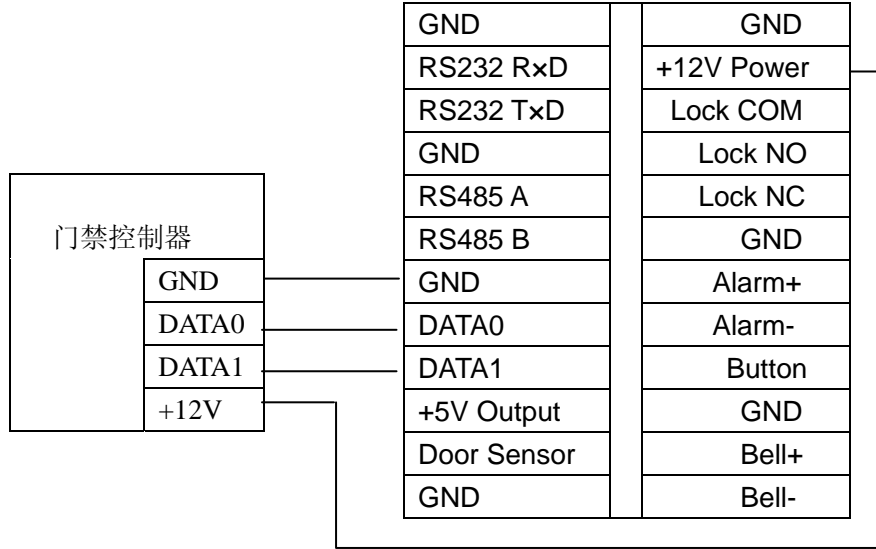 GND GND
RS232 R×D +12V Power
RS232 T×D Lock COM
GND Lock NO
RS485 A Lock NC
门禁控制器 RS485 B GND
GND GND Alarm+
DATA0 DATA0 Alarm-
DATA1 DATA1 Button
+12V +5V Output GND
Door Sensor Bell+
GND Bell-